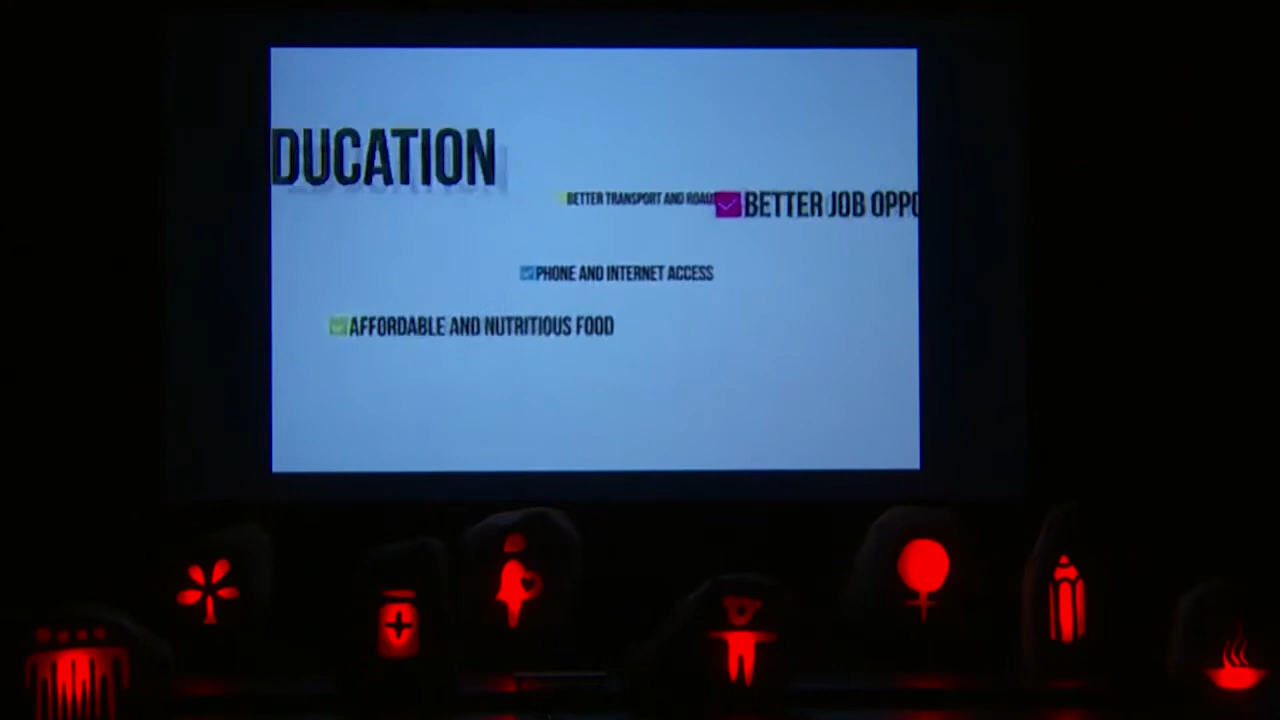 DUCATION
BETTER TRANSPORT AND ROAD
BETTER JOB OPPO
PHONE AND INTERNET ACCESS
AFFORDABLE AND NUTRITIOUS FOOD